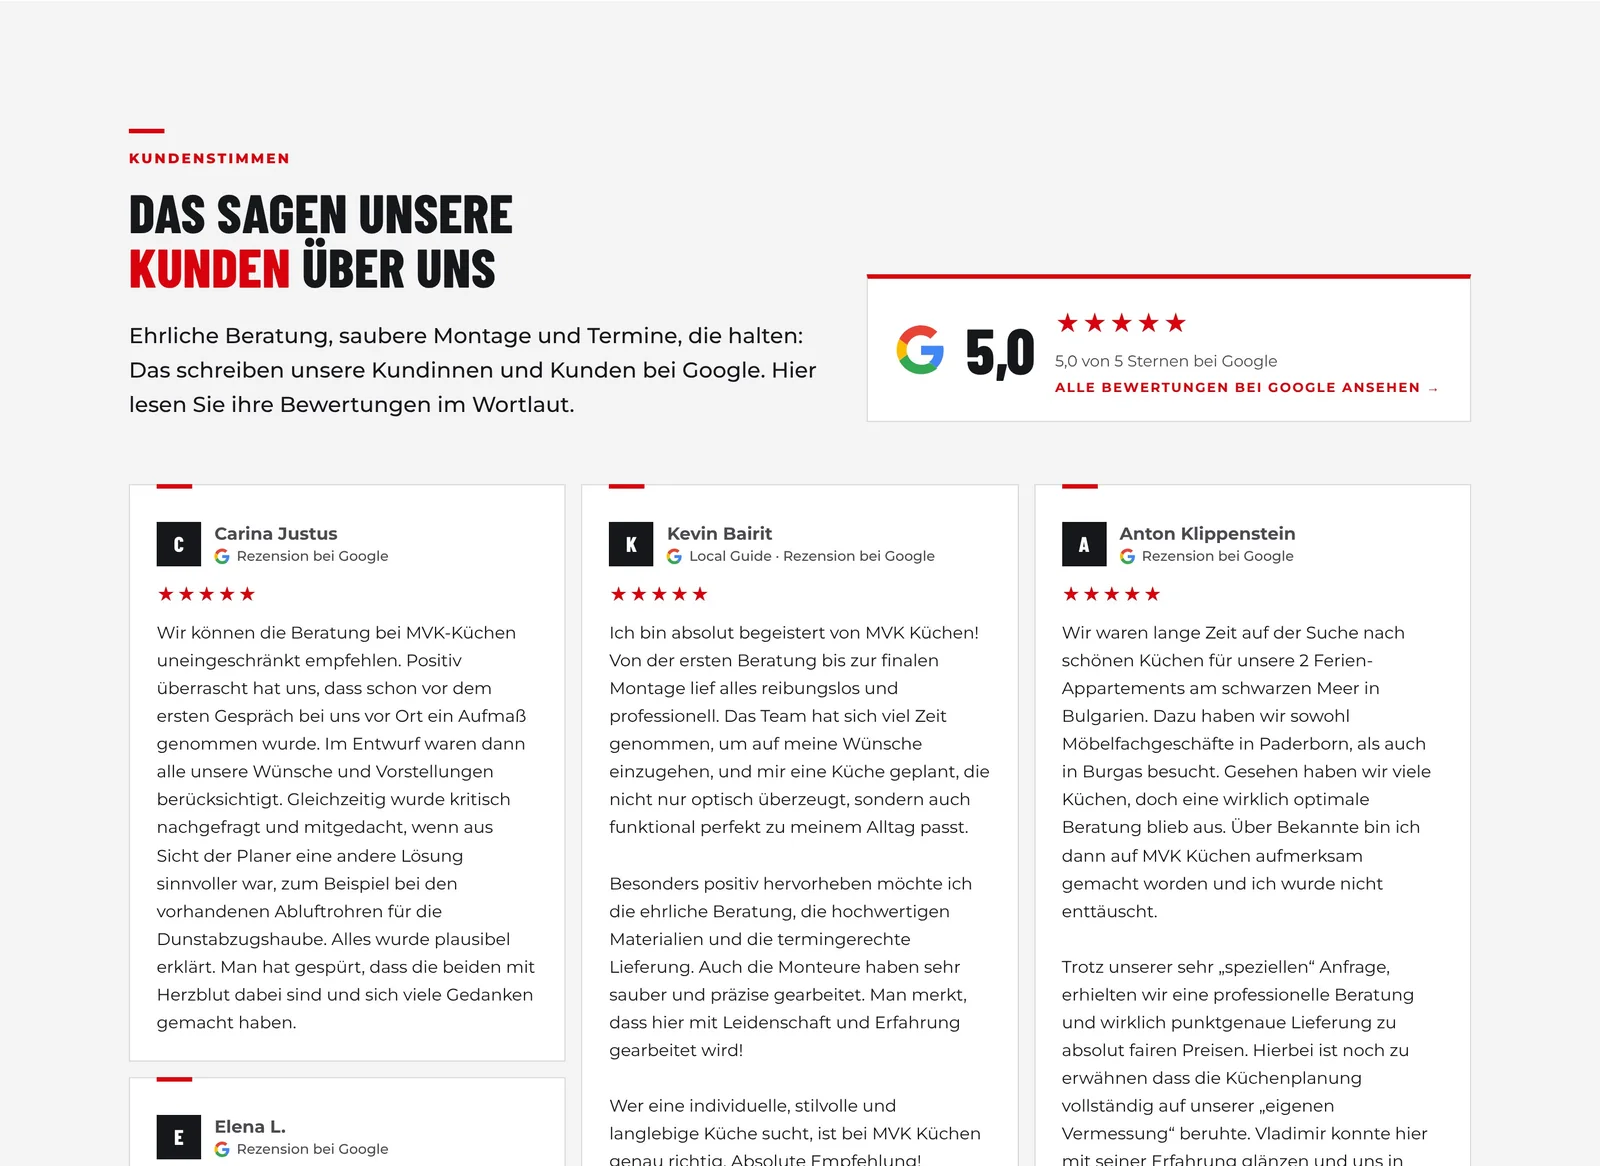 KUNDENSTIMMEN
DAS SAGEN UNSERE
KUNDEN ÜBER UNS
Ehrliche Beratung, saubere Montage und Termine, die halten:
Das schreiben unsere Kundinnen und Kunden bei Google. Hier
lesen Sie ihre Bewertungen im Wortlaut.
5,0
★★★★★
5,0 von 5 Sternen bei Google
ALLE BEWERTUNGEN BEI GOOGLE ANSEHEN →
C
Carina Justus
Rezension bei Google
★★★★★
Wir können die Beratung bei MVK-Küchen
uneingeschränkt empfehlen. Positiv
überrascht hat uns, dass schon vor dem
ersten Gespräch bei uns vor Ort ein Aufmaß
genommen wurde. Im Entwurf waren dann
alle unsere Wünsche und Vorstellungen
berücksichtigt. Gleichzeitig wurde kritisch
nachgefragt und mitgedacht, wenn aus
Sicht der Planer eine andere Lösung
sinnvoller war, zum Beispiel bei den
vorhandenen Abluftrohren für die
Dunstabzugshaube. Alles wurde plausibel
erklärt. Man hat gespürt, dass die beiden mit
Herzblut dabei sind und sich viele Gedanken
gemacht haben.
E
Elena L.
Rezension bei Google
K
Kevin Bairit
Local Guide · Rezension bei Google
★★★★★
Ich bin absolut begeistert von MVK Küchen!
Von der ersten Beratung bis zur finalen
Montage lief alles reibungslos und
professionell. Das Team hat sich viel Zeit
genommen, um auf meine Wünsche
einzugehen, und mir eine Küche geplant, die
nicht nur optisch überzeugt, sondern auch
funktional perfekt zu meinem Alltag passt.
Besonders positiv hervorheben möchte ich
die ehrliche Beratung, die hochwertigen
Materialien und die termingerechte
Lieferung. Auch die Monteure haben sehr
sauber und präzise gearbeitet. Man merkt,
dass hier mit Leidenschaft und Erfahrung
gearbeitet wird!
Wer eine individuelle, stilvolle und
langlebige Küche sucht, ist bei MVK Küchen
genau richtig. Absolute Empfehlung!
A
Anton Klippenstein
Rezension bei Google
★★★★★
Wir waren lange Zeit auf der Suche nach
schönen Küchen für unsere 2 Ferien-
Appartements am schwarzen Meer in
Bulgarien. Dazu haben wir sowohl
Möbelfachgeschäfte in Paderborn, als auch
in Burgas besucht. Gesehen haben wir viele
Küchen, doch eine wirklich optimale
Beratung blieb aus. Über Bekannte bin ich
dann auf MVK Küchen aufmerksam
gemacht worden und ich wurde nicht
enttäuscht.
Trotz unserer sehr „speziellen“ Anfrage,
erhielten wir eine professionelle Beratung
und wirklich punktgenaue Lieferung zu
absolut fairen Preisen. Hierbei ist noch zu
erwähnen dass die Küchenplanung
vollständig auf unserer „eigenen
Vermessung“ beruhte. Vladimir konnte hier
mit seiner Erfahrung glänzen und uns in